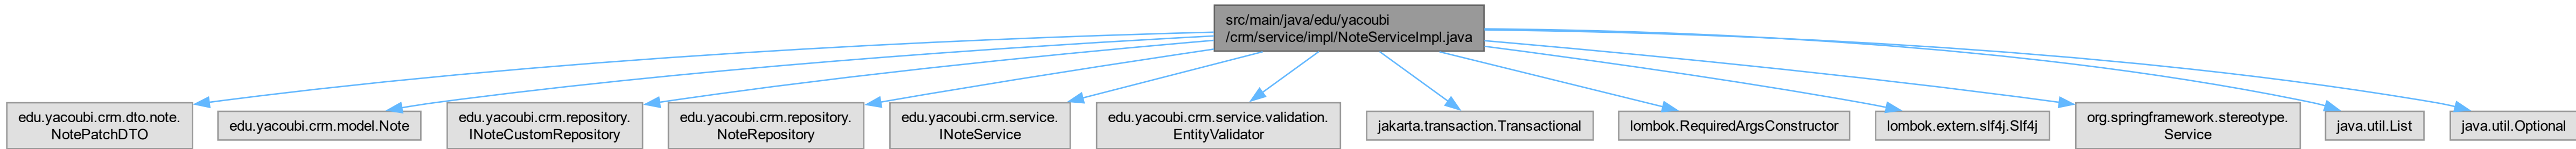 src/main/java/edu/yacoubi
/crm/service/impl/NoteServiceImpl.java
edu.yacoubi.crm.dto.note.
NotePatchDTO
edu.yacoubi.crm.model.Note
edu.yacoubi.crm.repository.
INoteCustomRepository
edu.yacoubi.crm.repository.
NoteRepository
edu.yacoubi.crm.service.
INoteService
edu.yacoubi.crm.service.validation.
EntityValidator
jakarta.transaction.Transactional
lombok.RequiredArgsConstructor
lombok.extern.slf4j.Slf4j
org.springframework.stereotype.
Service
java.util.List
java.util.Optional